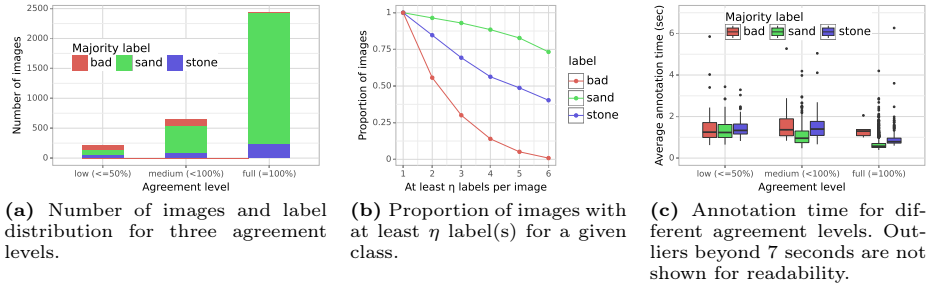 Number of images
2500
2000
1500
1000
500
0
Majority label
bad sand stone
low (<=50%) medium (<100%) full (=100%)
Agreement level
(a) Number of images and label
distribution for three agreement
levels.
Proportion of images
1
0.75
0.5
0.25
0
1 2 3 4 5 6
At least η labels per image
label
bad
sand
stone
(b) Proportion of images with
at least η label(s) for a given
class.
Average annotation time (sec)
6
4
2
0
Majority label
bad sand stone
low (<=50%) medium (<100%) full (=100%)
Agreement level
(c) Annotation time for dif-
ferent agreement levels. Out-
liers beyond 7 seconds are not
shown for readability.